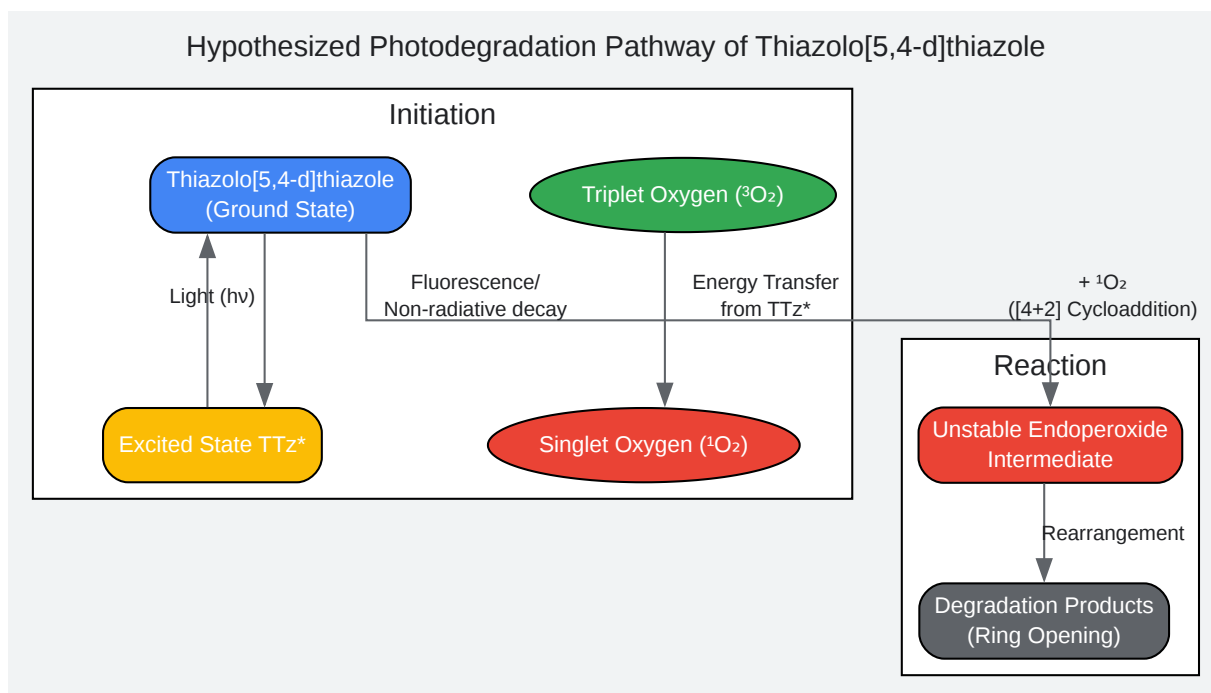 Hypothesized Photodegradation Pathway of Thiazolo[5,4-d]thiazole
Initiation
Thiazolo[5,4-d]thiazole
(Ground State)
Triplet Oxygen (³O₂)
Light (hν)
Fluorescence/
Non-radiative decay
Energy Transfer
from TTz*
+ ¹O₂
([4+2] Cycloaddition)
Excited State TTz*
Singlet Oxygen (¹O₂)
Reaction
Unstable Endoperoxide
Intermediate
Rearrangement
Degradation Products
(Ring Opening)